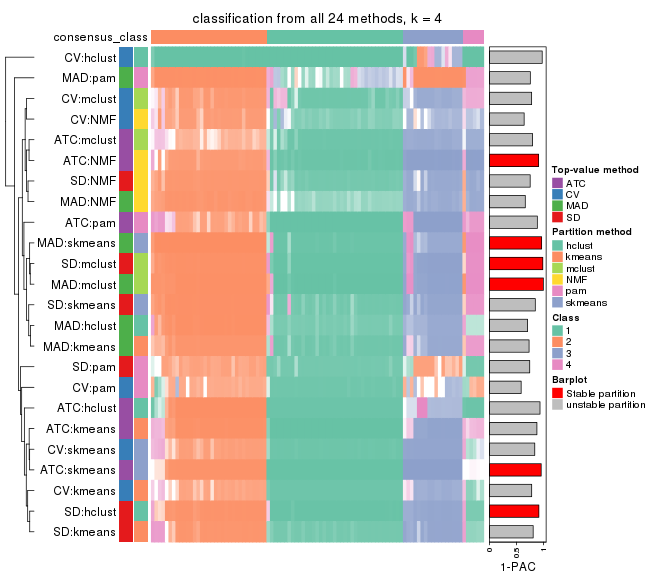 classification from all 24 methods, k = 4
consensus_class
CV:hclust
MAD:pam
CV:mclust
CV:NMF
ATC:mclust
ATC:NMF
SD:NMF
MAD:NMF
ATC:pam
MAD:skmeans
SD:mclust
MAD:mclust
SD:skmeans
MAD:hclust
MAD:kmeans
SD:pam
CV:pam
ATC:hclust
ATC:kmeans
CV:skmeans
ATC:skmeans
CV:kmeans
SD:hclust
SD:kmeans
0
0.5
1
1-PAC
Top-value method
ATC
CV
MAD
SD
Partition method
hclust
kmeans
mclust
NMF
pam
skmeans
Class
1
2
3
4
Barplot
Stable partition
unstable partition